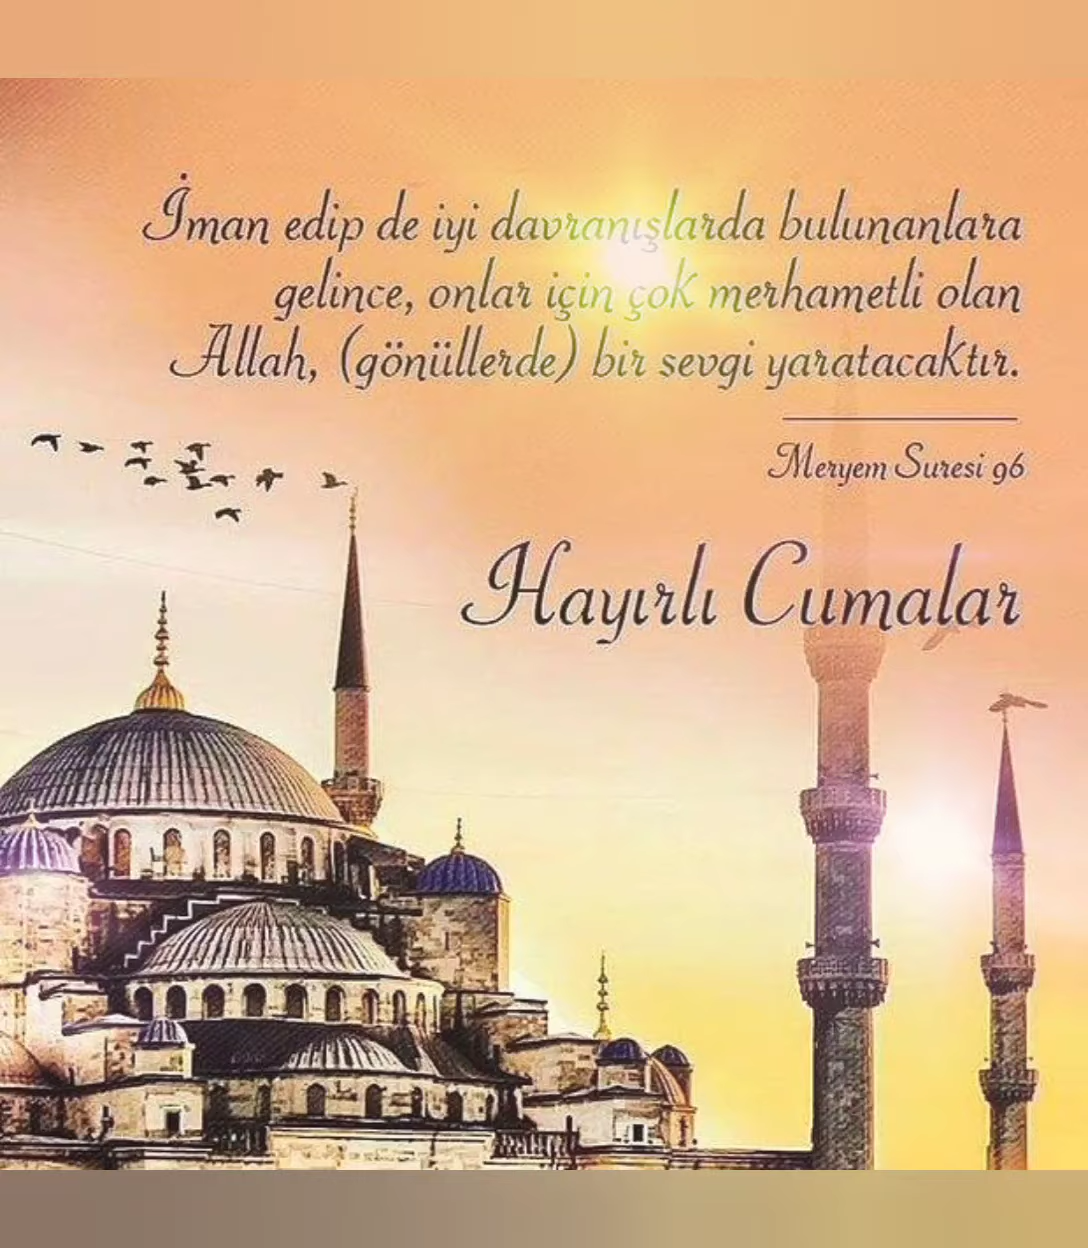 İman edip de iyi davranışlarda bulunanlara
gelince, onlar için çok merhametli olan
Allah, (gönüllerde) bir sevgi yaratacaktır.
Meryem Suresi 96
Hayırlı Cumalar